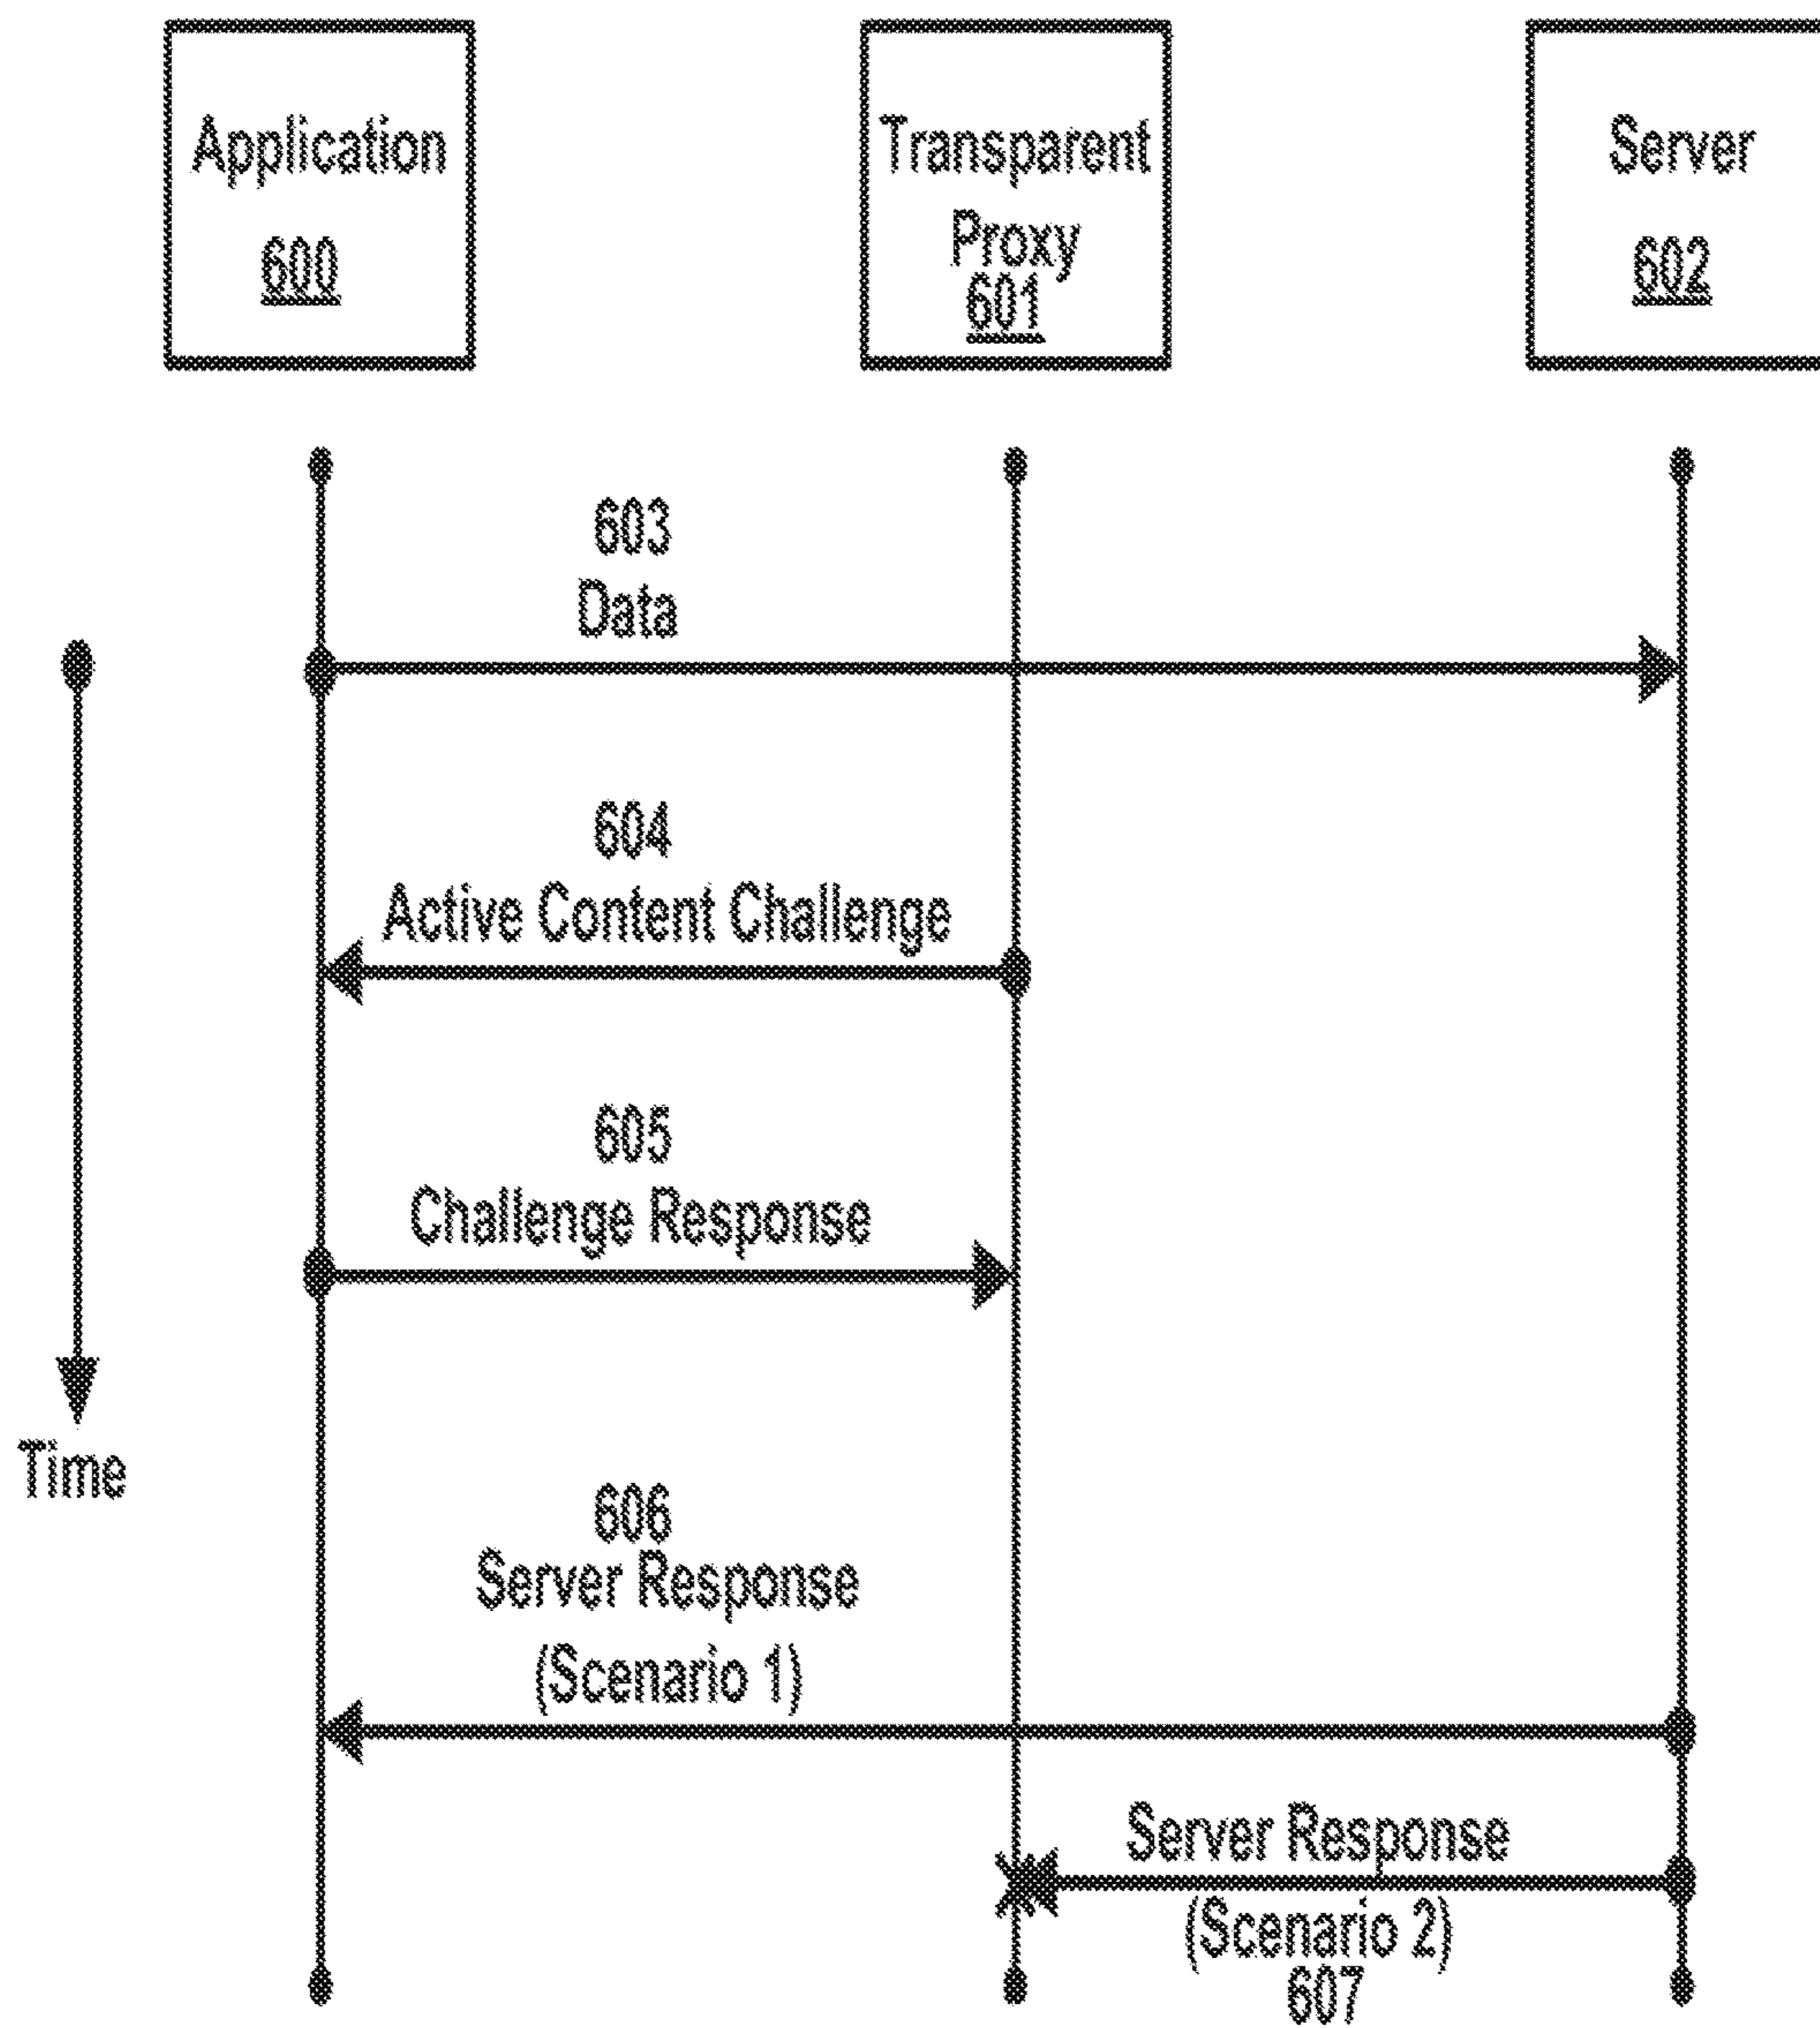 Application
600
Transparent
Proxy
601
Server
602
603
Data
604
Active Content Challenge
605
Challenge Response
Time
606
Server Response
(Scenario 1)
Server Response
(Scenario 2)
607